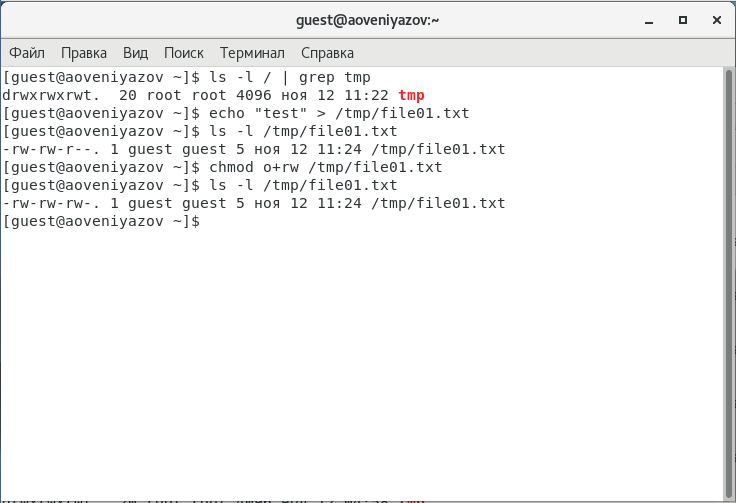 guest@aoveniyazov:~
Файл Правка Вид Поиск Терминал Справка
[guest@aoveniyazov ~]$ ls -l / | grep tmp
drwxrwxrwt.  20 root root 4096 ноя 12 11:22 tmp
[guest@aoveniyazov ~]$ echo "test" > /tmp/file01.txt
[guest@aoveniyazov ~]$ ls -l /tmp/file01.txt
-rw-rw-r--. 1 guest guest 5 ноя 12 11:24 /tmp/file01.txt
[guest@aoveniyazov ~]$ chmod o+rw /tmp/file01.txt
[guest@aoveniyazov ~]$ ls -l /tmp/file01.txt
-rw-rw-rw-. 1 guest guest 5 ноя 12 11:24 /tmp/file01.txt
[guest@aoveniyazov ~]$